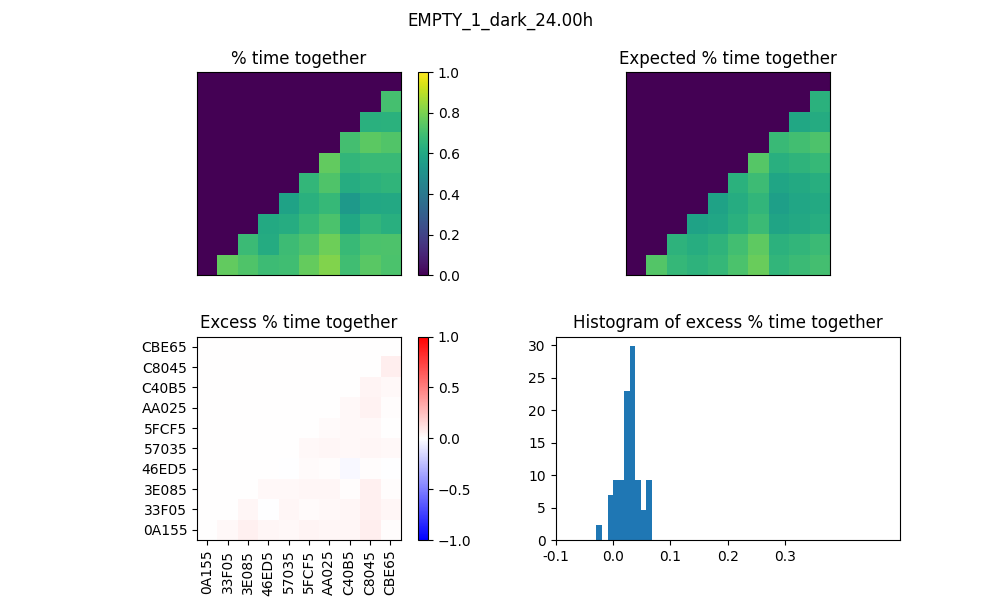 EMPTY_1_dark_24.00h
% time together
Expected % time together
1.0
0.8
0.6
0.4
0.2
0.0
Excess % time together
Histogram of excess % time together
CBE65
C8045
C40B5
AA025
5FCF5
57035
46ED5
3E085
33F05
0A155
0A155
33F05
3E085
46ED5
57035
5FCF5
AA025
C40B5
C8045
CBE65
1.0
0.5
0.0
−0.5
−1.0
30
25
20
15
10
5
0
-0.1
0.0
0.1
0.2
0.3